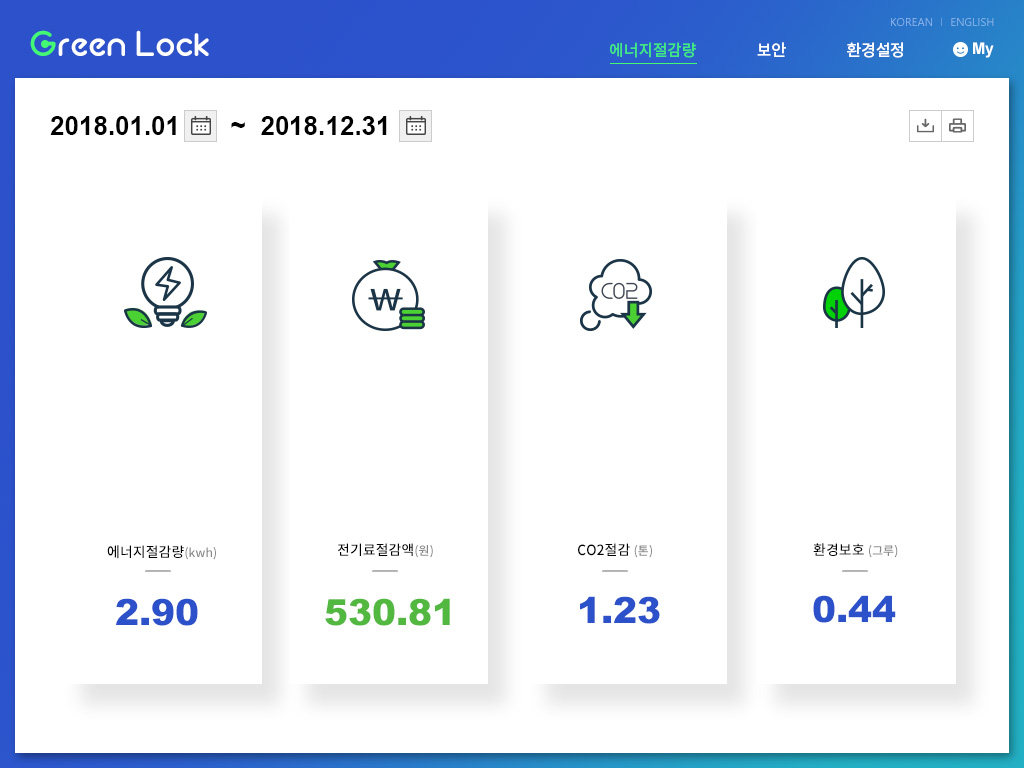 KOREAN | ENGLISH
Green Lock
에너지절감량 보안 환경설정 My
2018.01.01 ~ 2018.12.31
W
CO2
에너지절감량(kwh)
2.90
전기료절감액(원)
530.81
CO2절감 (톤)
1.23
환경보호 (그루)
0.44